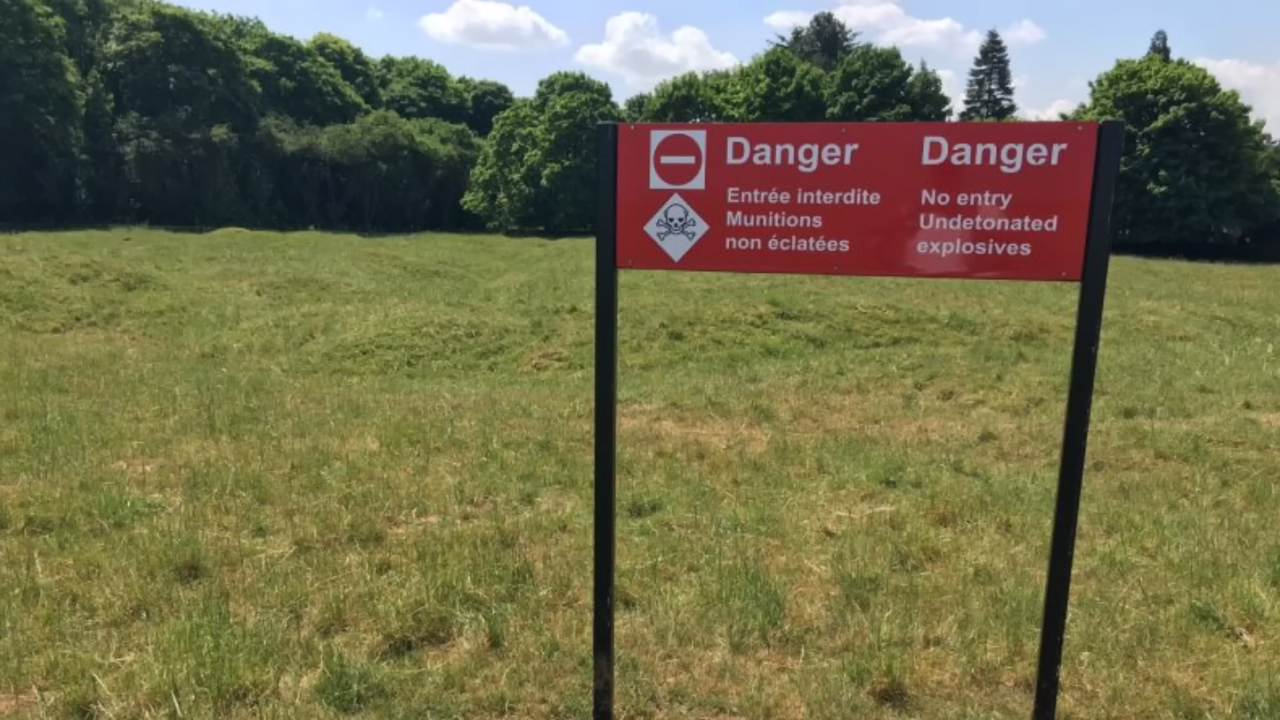 Danger
Entrée interdite
Munitions
non éclatées
Danger
No entry
Undetonated
explosives